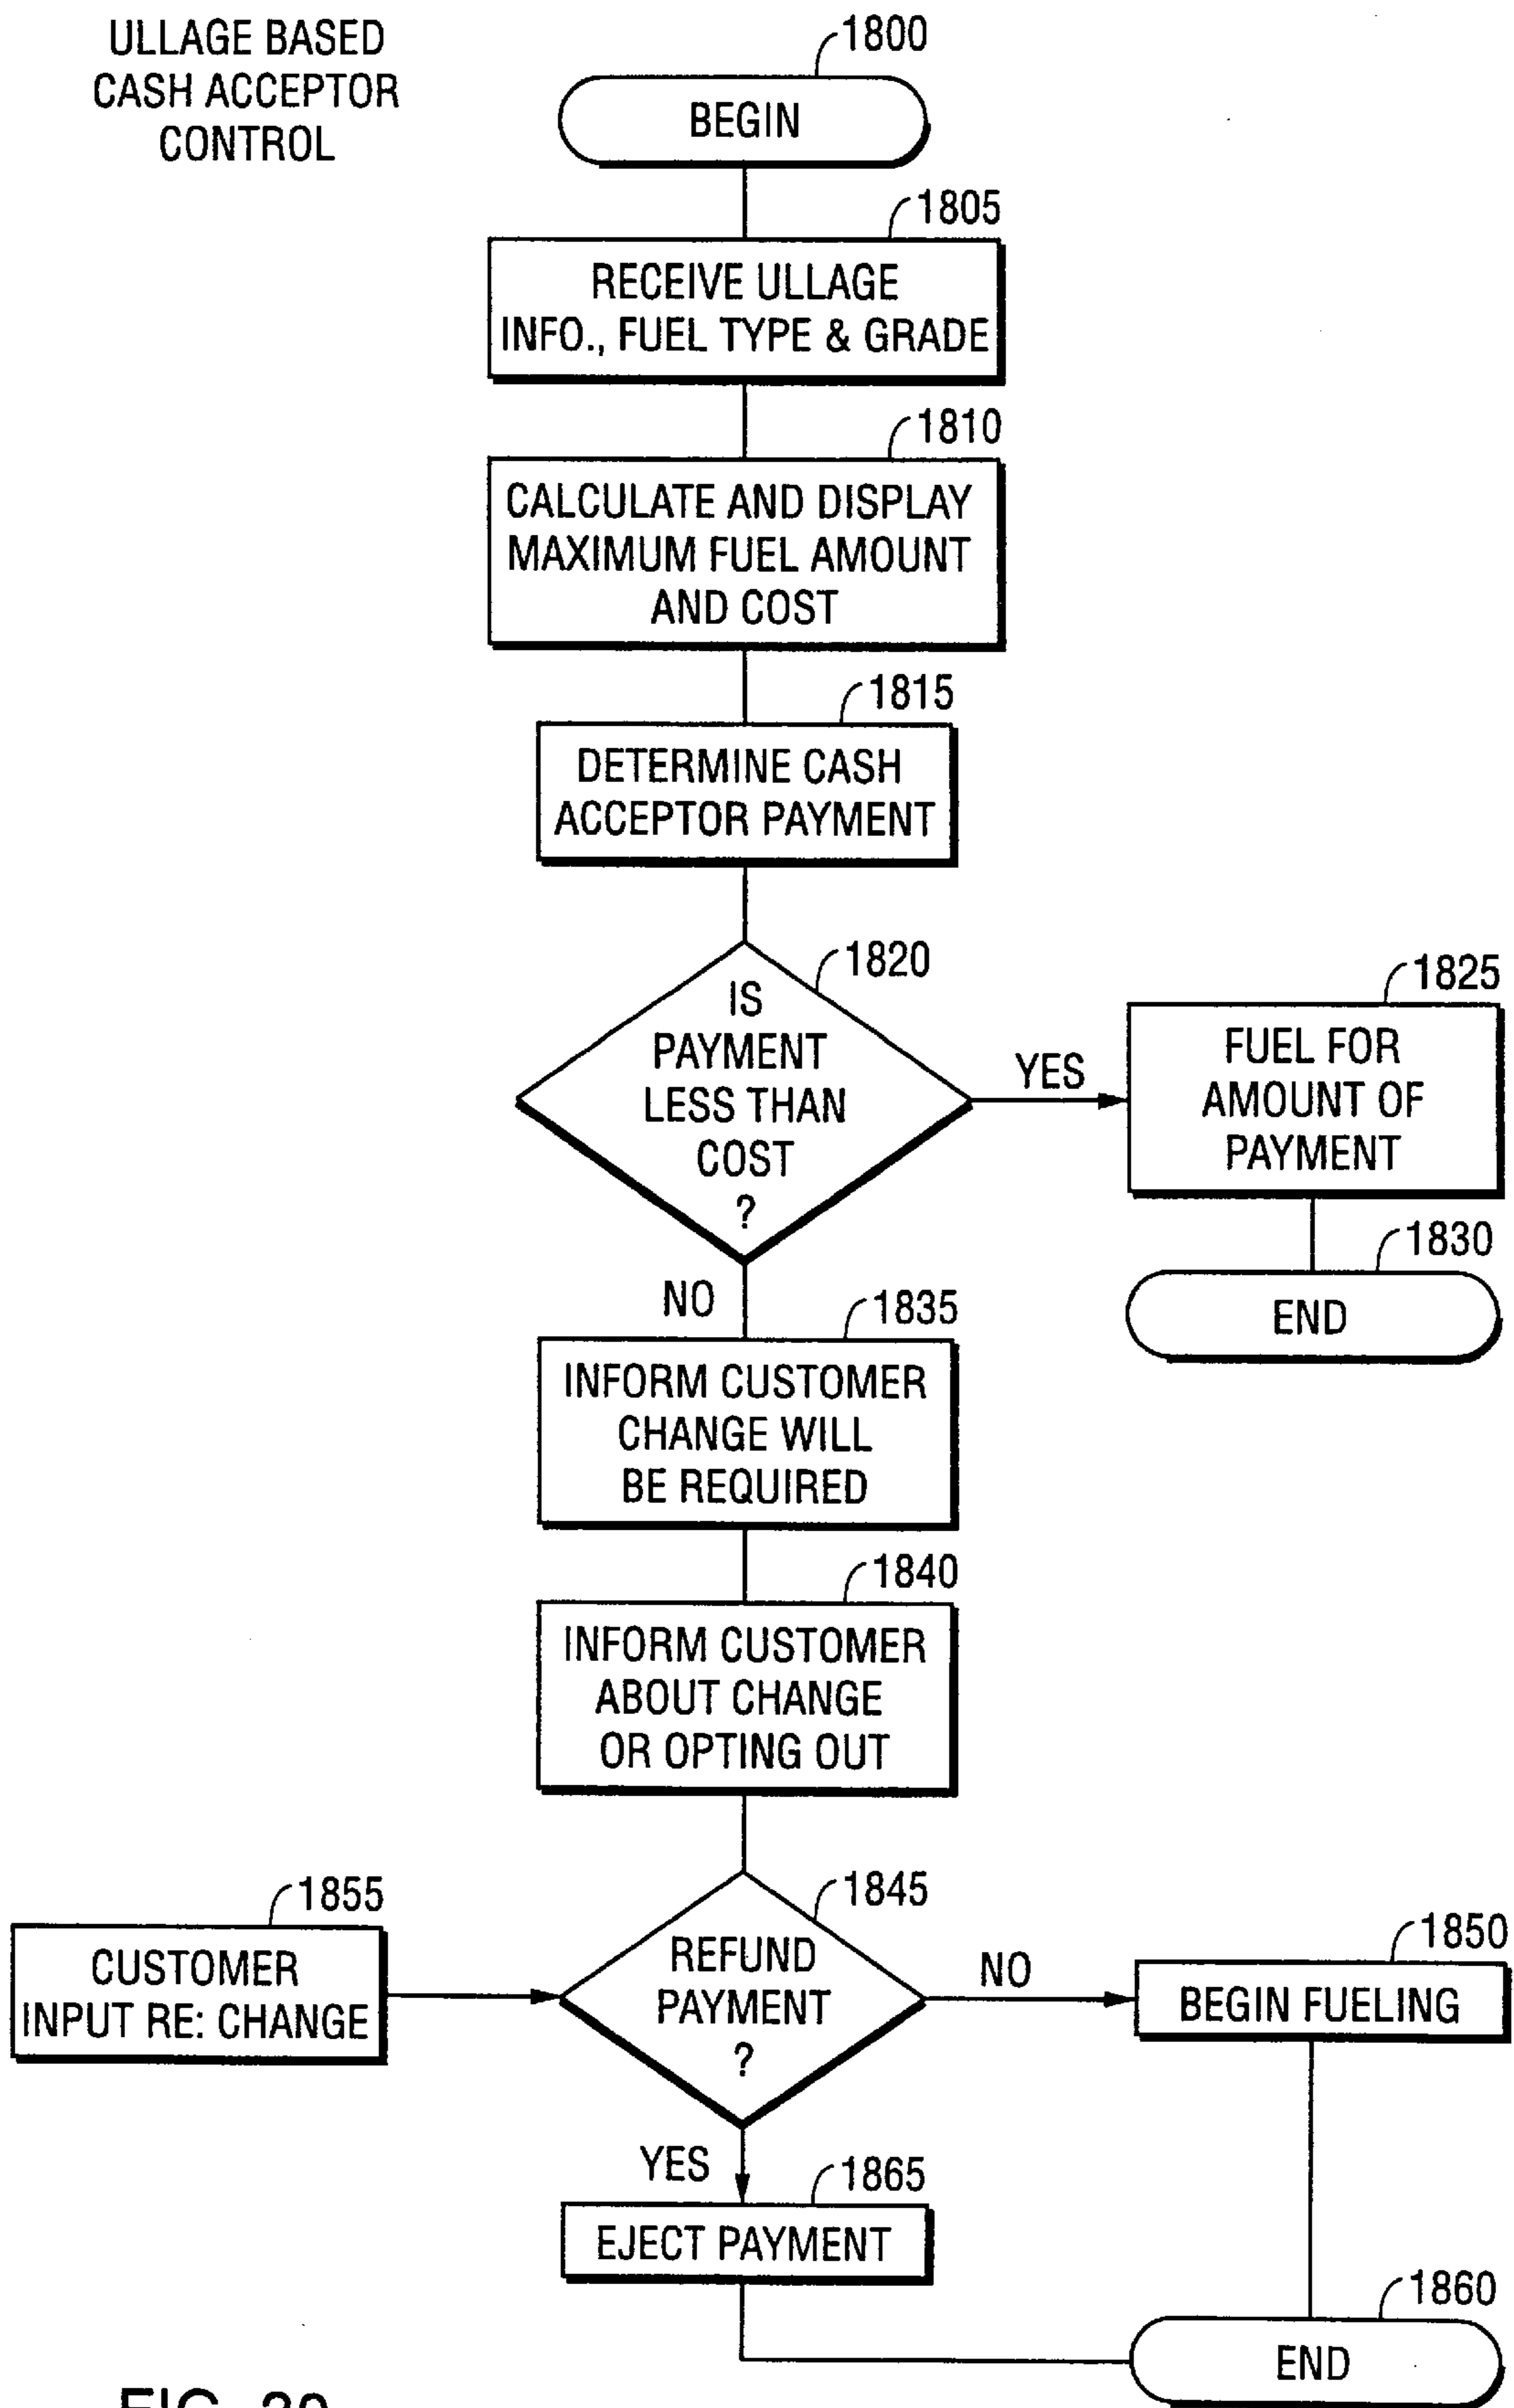 ULLAGE BASED
CASH ACCEPTOR
CONTROL
1800
BEGIN
1805
RECEIVE ULLAGE
INFO., FUEL TYPE & GRADE
1810
CALCULATE AND DISPLAY
MAXIMUM FUEL AMOUNT
AND COST
1815
DETERMINE CASH
ACCEPTOR PAYMENT
1820
IS
PAYMENT
LESS THAN
COST
?
YES
1825
FUEL FOR
AMOUNT OF
PAYMENT
1830
END
NO
1835
INFORM CUSTOMER
CHANGE WILL
BE REQUIRED
1840
INFORM CUSTOMER
ABOUT CHANGE
OR OPTING OUT
1855
CUSTOMER
INPUT RE: CHANGE
1845
REFUND
PAYMENT
?
NO
1850
BEGIN FUELING
YES
1865
EJECT PAYMENT
1860
END
FIG.